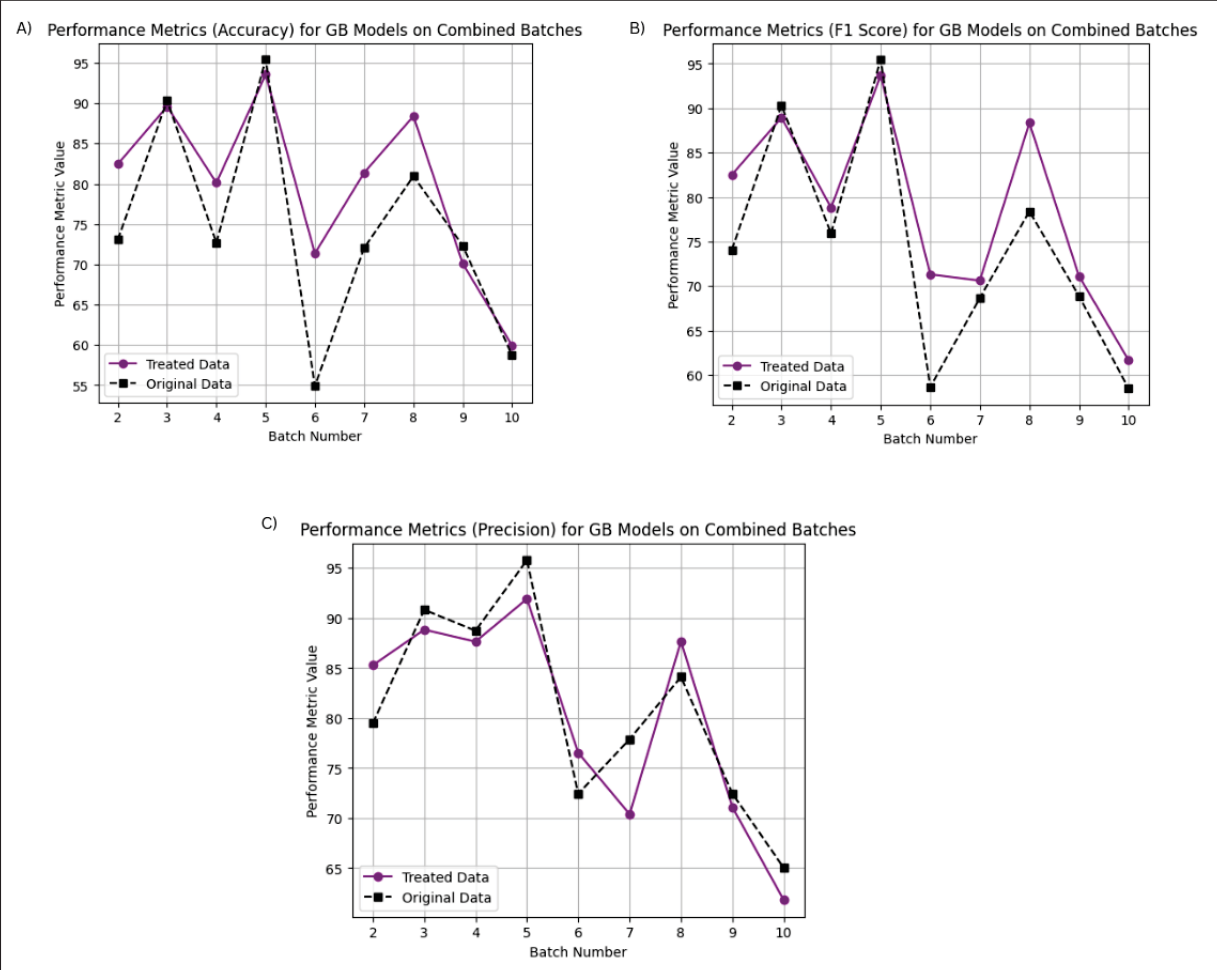 A) Performance Metrics (Accuracy) for GB Models on Combined Batches
Performance Metric Value
95
90
85
80
75
70
65
60
55
Treated Data
Original Data
2 3 4 5 6 7 8 9 10
Batch Number
B) Performance Metrics (F1 Score) for GB Models on Combined Batches
Performance Metric Value
95
90
85
80
75
70
65
60
Treated Data
Original Data
2 3 4 5 6 7 8 9 10
Batch Number
C) Performance Metrics (Precision) for GB Models on Combined Batches
Performance Metric Value
95
90
85
80
75
70
65
Treated Data
Original Data
2 3 4 5 6 7 8 9 10
Batch Number